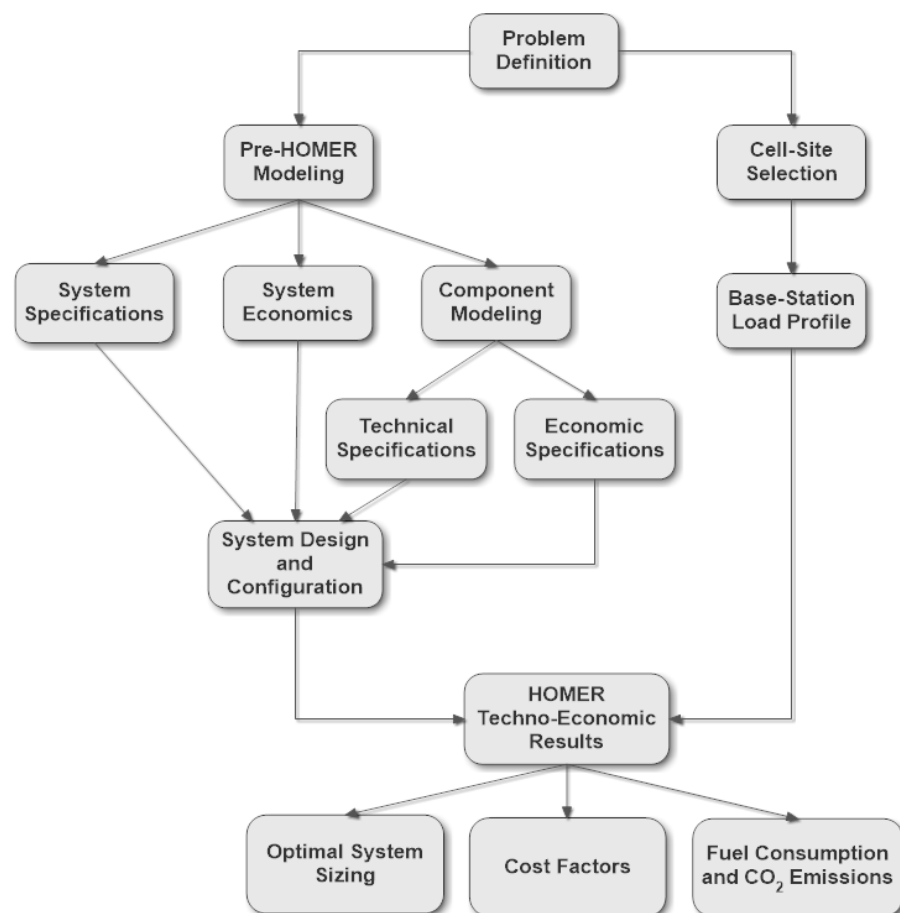 Problem
Definition
Pre-HOMER
Modeling
Cell-Site
Selection
System
Specifications
System
Economics
Component
Modeling
Base-Station
Load Profile
Technical
Specifications
Economic
Specifications
System Design
and
Configuration
HOMER
Techno-Economic
Results
Optimal System
Sizing
Cost Factors
Fuel Consumption
and CO₂ Emissions